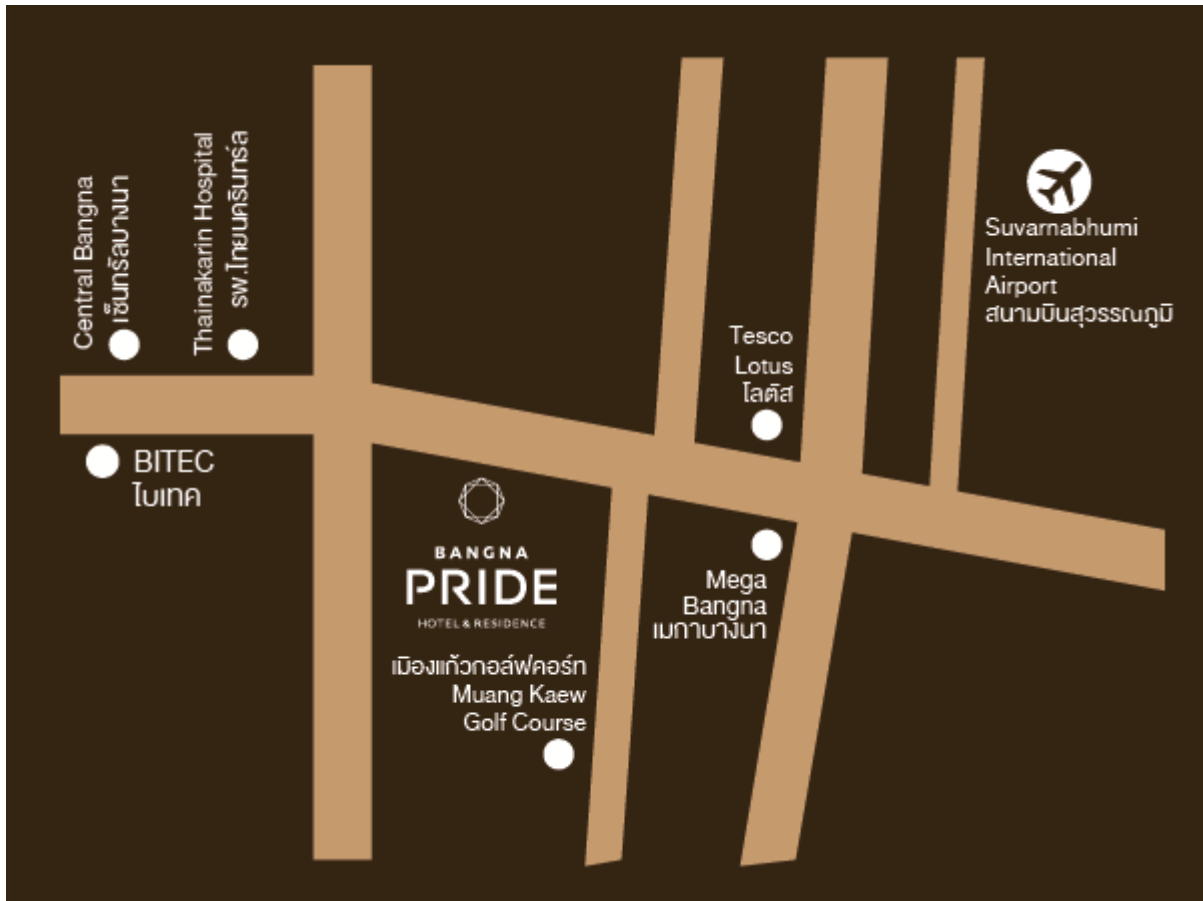 Central Bangna
เซ็นทรัลบางนา
Thainakarin Hospital
รพ.ไทยนครินทร์ส
Suvarnabhumi
International
Airport
สนามบินสุวรรณภูมิ
Tesco
Lotus
โลตัส
BITEC
ไบเทค
BANGNA
PRIDE
HOTEL & RESIDENCE
Mega
Bangna
เมกาบางนา
เมืองแก้วกอล์ฟคอร์ท
Muang Kaew
Golf Course